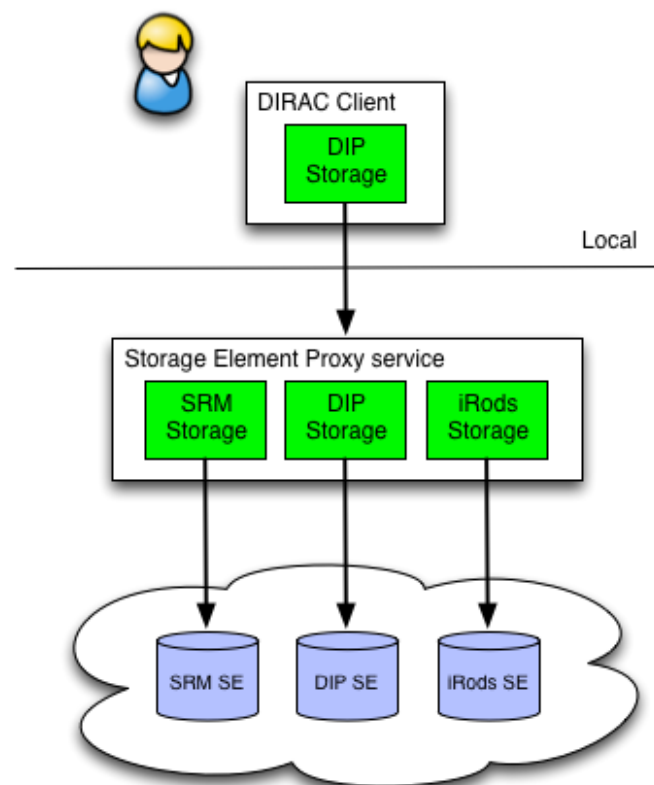 DIRAC Client
DIP
Storage
Local
Storage Element Proxy service
SRM
Storage
DIP
Storage
iRods
Storage
SRM SE
DIP SE
iRods SE